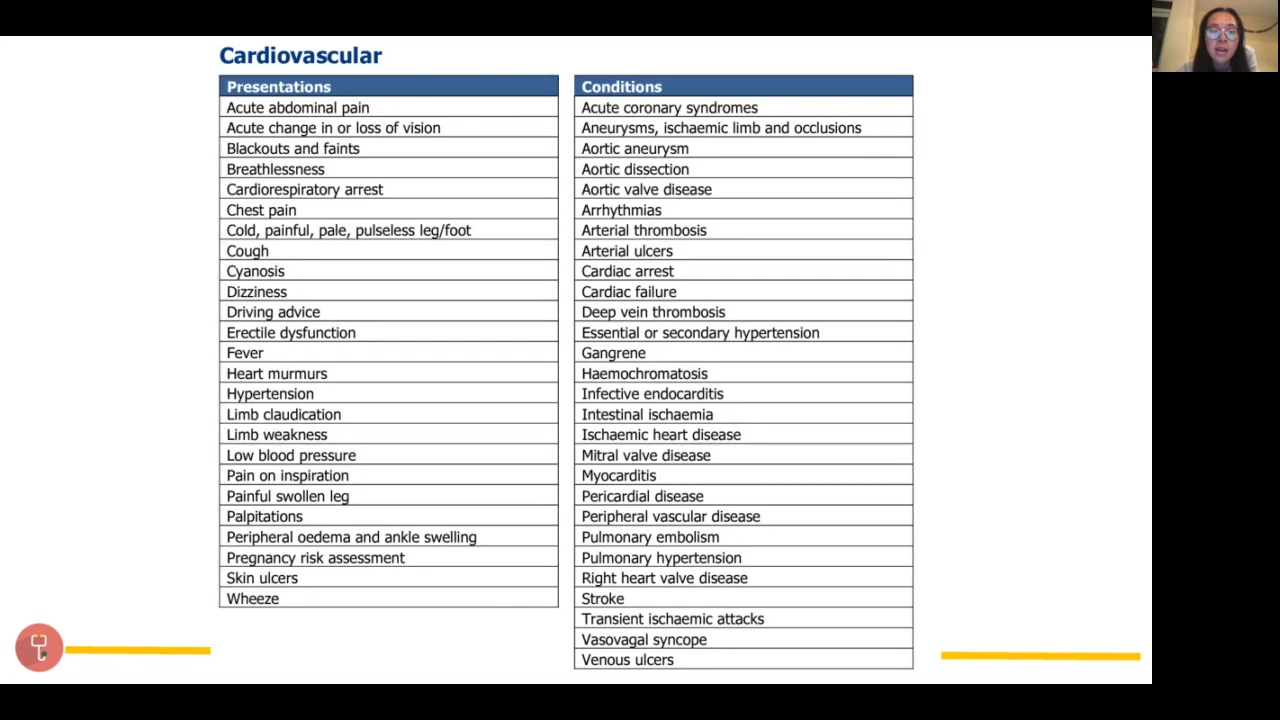 Cardiovascular
Presentations
Acute abdominal pain
Acute change in or loss of vision
Blackouts and faints
Breathlessness
Cardiorespiratory arrest
Chest pain
Cold, painful, pale, pulseless leg/foot
Cough
Cyanosis
Dizziness
Driving advice
Erectile dysfunction
Fever
Heart murmurs
Hypertension
Limb claudication
Limb weakness
Low blood pressure
Pain on inspiration
Painful swollen leg
Palpitations
Peripheral oedema and ankle swelling
Pregnancy risk assessment
Skin ulcers
Wheeze
Conditions
Acute coronary syndromes
Aneurysms, ischaemic limb and occlusions
Aortic aneurysm
Aortic dissection
Aortic valve disease
Arrhythmias
Arterial thrombosis
Arterial ulcers
Cardiac arrest
Cardiac failure
Deep vein thrombosis
Essential or secondary hypertension
Gangrene
Haemochromatosis
Infective endocarditis
Intestinal ischaemia
Ischaemic heart disease
Mitral valve disease
Myocarditis
Pericardial disease
Peripheral vascular disease
Pulmonary embolism
Pulmonary hypertension
Right heart valve disease
Stroke
Transient ischaemic attacks
Vasovagal syncope
Venous ulcers